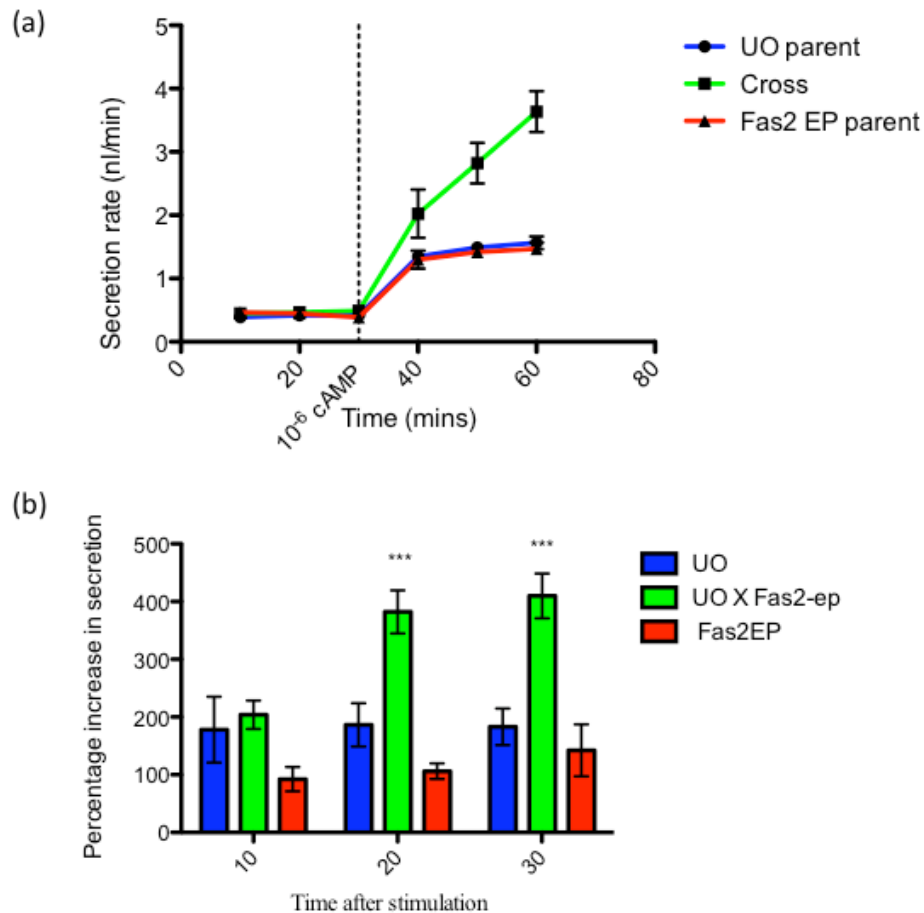 (a)
5
4
3
2
1
0
Secretion rate (nl/min)
0
20
10⁻⁶ cAMP
40
60
80
Time (mins)
UO parent
Cross
Fas2 EP parent
(b)
500
400
300
200
100
0
Percentage increase in secretion
***
***
10
20
30
Time after stimulation
UO
UO X Fas2-ep
Fas2EP